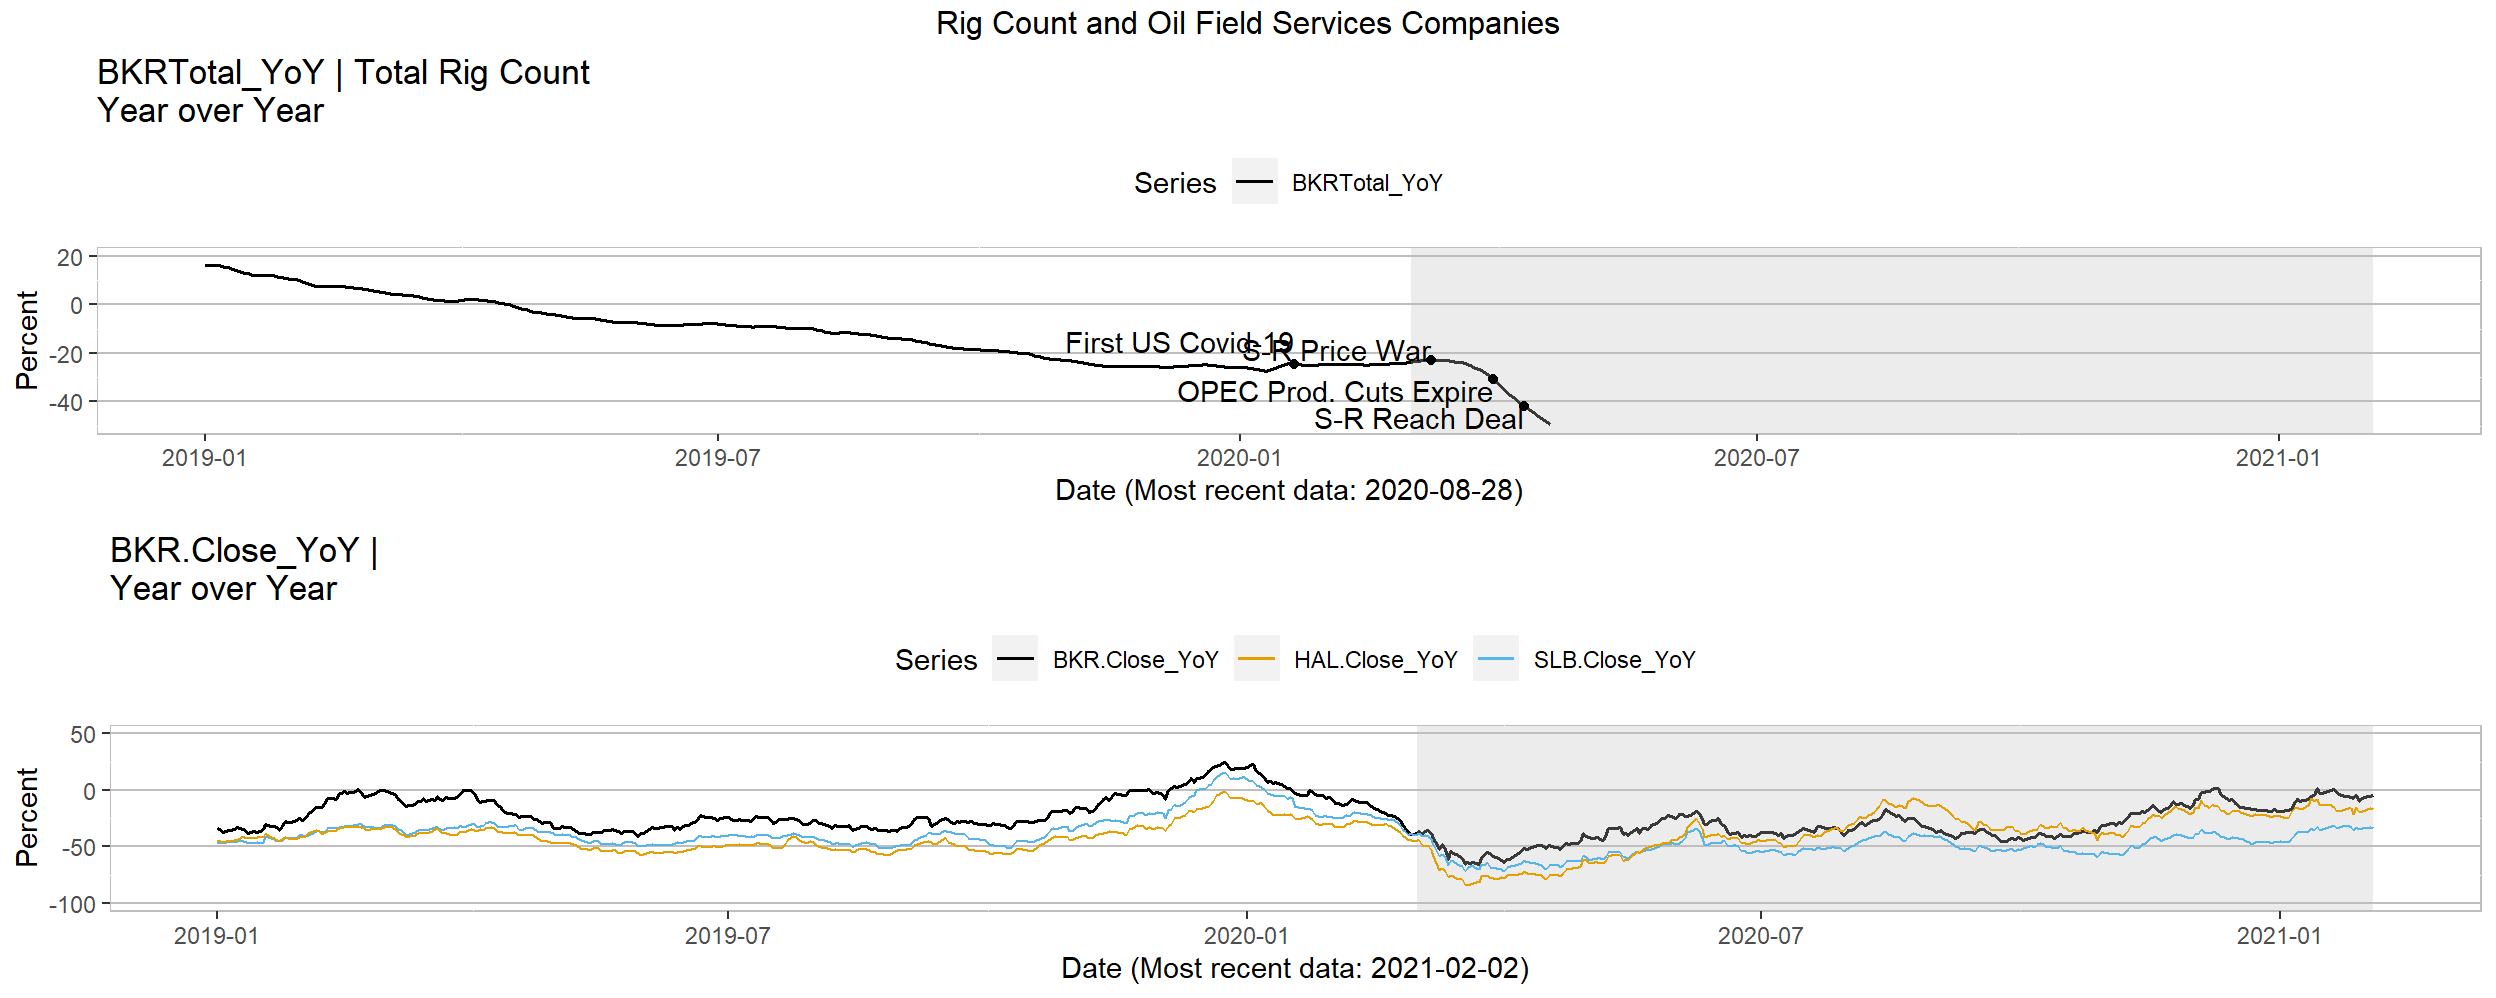 Rig Count and Oil Field Services Companies
BKRTotal_YoY | Total Rig Count
Year over Year
Series
BKRTotal_YoY
Percent
20
0
-20
-40
First US Covid-19
S-R Price War
OPEC Prod. Cuts Expire
S-R Reach Deal
2019-01 2019-07 2020-01 2020-07 2021-01
Date (Most recent data: 2020-08-28)
BKR.Close_YoY |
Year over Year
Series BKR.Close_YoY HAL.Close_YoY SLB.Close_YoY
Percent
50
0
-50
-100
2019-01 2019-07 2020-01 2020-07 2021-01
Date (Most recent data: 2021-02-02)